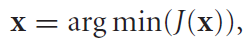 x = arg min(J(x)),